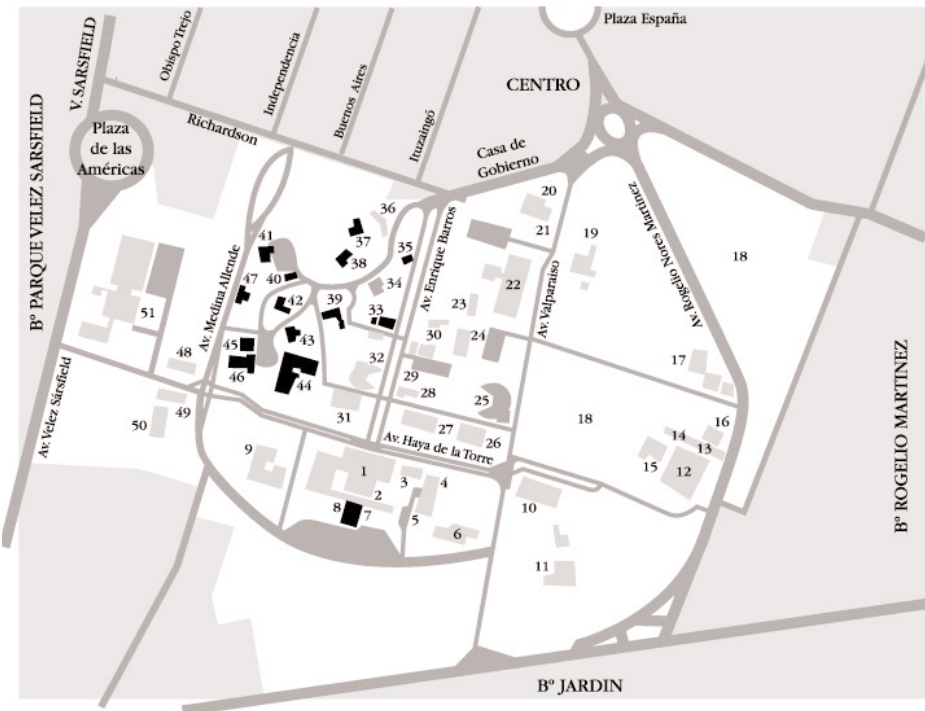 Plaza España
CENTRO
V. SARSFIELD
Obispo Trejo
Independencia
Buenos Aires
Ituzaingó
Richardson
Plaza
de las
Américas
Casa de
Gobierno
Bº PARQUE VELEZ SARSFIELD
Av. Medina Allende
Av. Enrique Barros
Av. Valparaiso
Av. Rogelio Nores Martinez
Bº ROGELIO MARTINEZ
Av. Velez Sársfield
Av. Haya de la Torre
Bº JARDIN
20
21
36
37
38
35
19
18
41
40
47
34
22
51
42
39
33
23
24
30
43
45
46
44
48
32
29
28
25
17
31
27
26
18
16
14
13
15
12
49
50
9
1
2
3
4
8
7
5
6
10
11